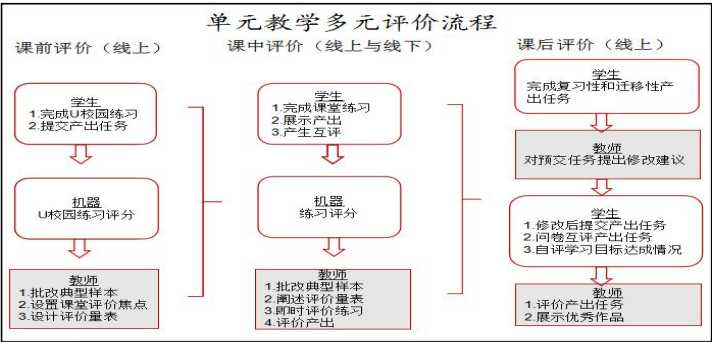 单元教学多元评价流程
课前评价（线上）
课中评价（线上与线下）
课后评价（线上）
学生
1.完成U校园练习
2.提交产出任务
机器
U校园练习评分
教师
1.批改典型样本
2.设置课堂评价焦点
3.设计评价量表
学生
1.完成课堂练习
2.展示产出
3.产生互评
机器
练习评分
教师
1.批改典型样本
2.阐述评价量表
3.即时评价练习
4.评价产出
学生
完成复习性和迁移性产
出任务
教师
对预交任务提出修改建议
学生
1.修改后提交产出任务
2.问卷互评产出任务
3.自评学习目标达成情况
教师
1.评价产出任务
2.展示优秀作品